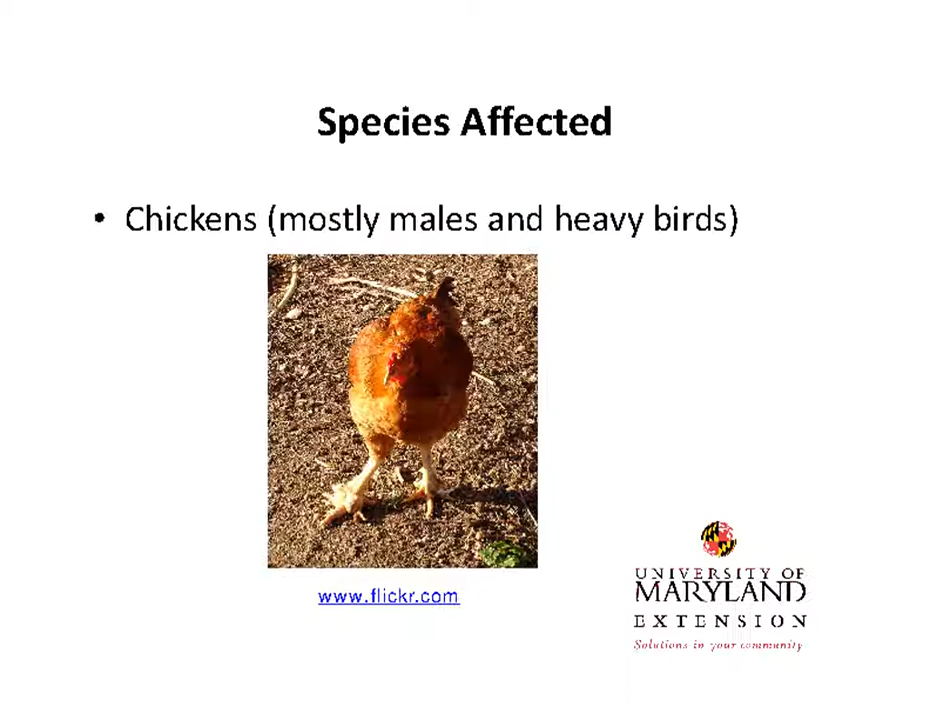 Species Affected
• Chickens (mostly males and heavy birds)
www.flickr.com
UNIVERSITY OF
MARYLAND
EXTENSION
Solutions in your community